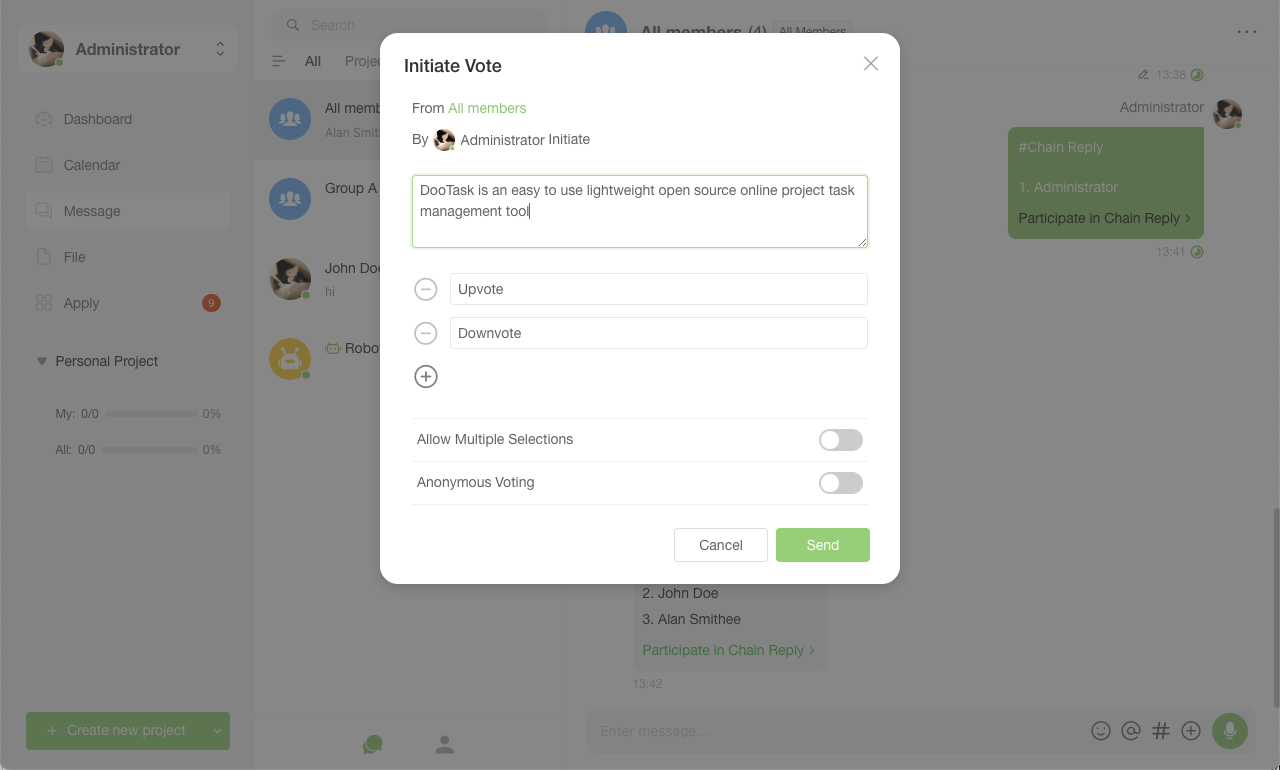 Administrator
Dashboard
Calendar
Message
File
Apply
9
Personal Project
My: 0/0
0%
All: 0/0
0%
+ Create new project
Search
All
Projec
All memb
Alan Smith
Group A
John Doe
hi
Robot
All members (4)
All Members
13:38
Administrator
#Chain Reply
1. Administrator
Participate in Chain Reply >
13:41
2. John Doe
3. Alan Smithee
Participate in Chain Reply >
13:42
Enter message...
Initiate Vote
From All members
By Administrator Initiate
DooTask is an easy to use lightweight open source online project task
management tool
Upvote
Downvote
Allow Multiple Selections
Anonymous Voting
Cancel
Send